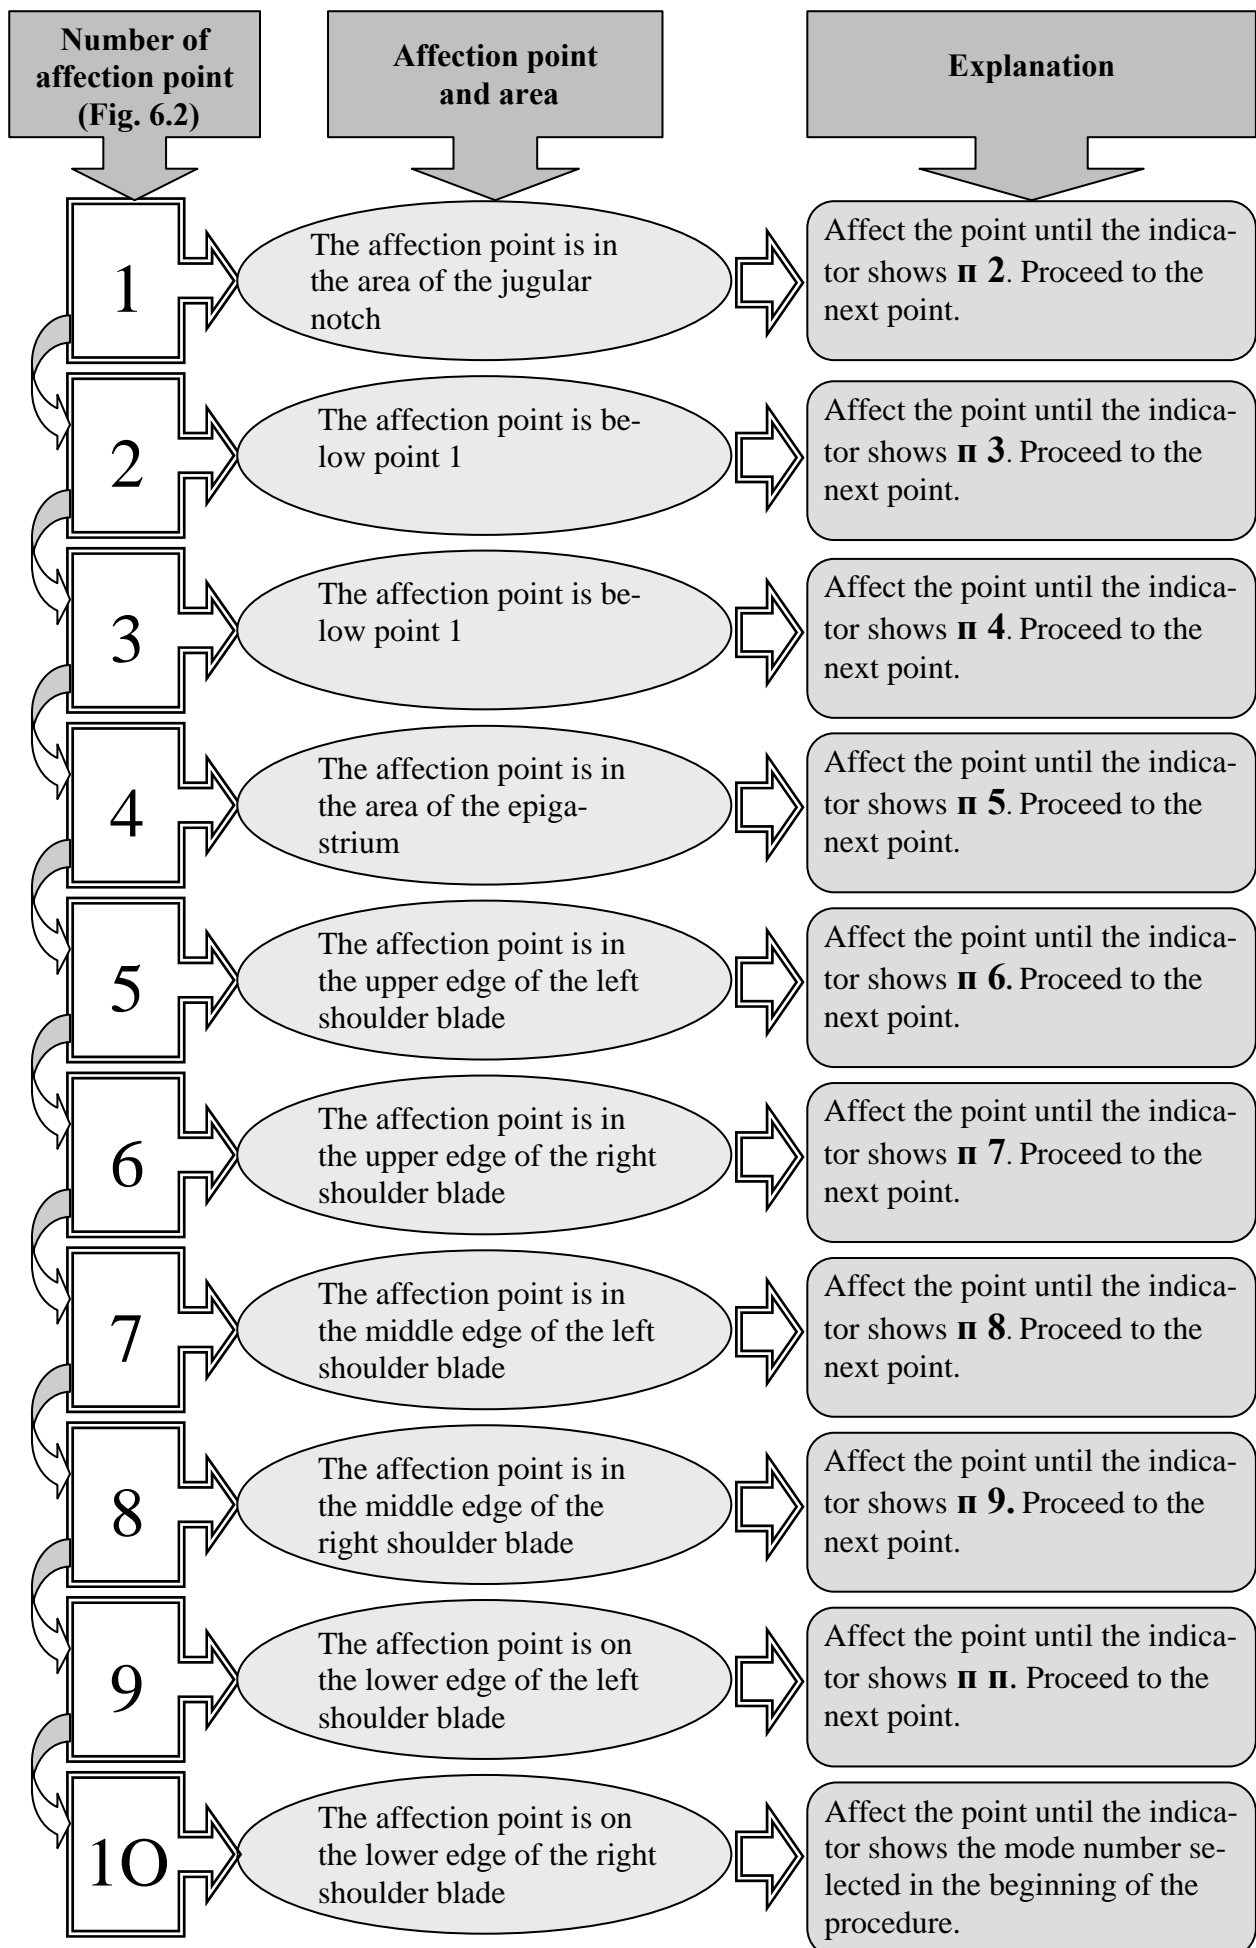 Number of
affection point
(Fig. 6.2)
Affection point
and area
Explanation
1
The affection point is in
the area of the jugular
notch
Affect the point until the indica-
tor shows п 2. Proceed to the
next point.
2
The affection point is be-
low point 1
Affect the point until the indica-
tor shows п 3. Proceed to the
next point.
3
The affection point is be-
low point 1
Affect the point until the indica-
tor shows п 4. Proceed to the
next point.
4
The affection point is in
the area of the epiga-
strium
Affect the point until the indica-
tor shows п 5. Proceed to the
next point.
5
The affection point is in
the upper edge of the left
shoulder blade
Affect the point until the indica-
tor shows п 6. Proceed to the
next point.
6
The affection point is in
the upper edge of the right
shoulder blade
Affect the point until the indica-
tor shows п 7. Proceed to the
next point.
7
The affection point is in
the middle edge of the left
shoulder blade
Affect the point until the indica-
tor shows п 8. Proceed to the
next point.
8
The affection point is in
the middle edge of the
right shoulder blade
Affect the point until the indica-
tor shows п 9. Proceed to the
next point.
9
The affection point is on
the lower edge of the left
shoulder blade
Affect the point until the indica-
tor shows п п. Proceed to the
next point.
1O
The affection point is on
the lower edge of the right
shoulder blade
Affect the point until the indica-
tor shows the mode number se-
lected in the beginning of the
procedure.